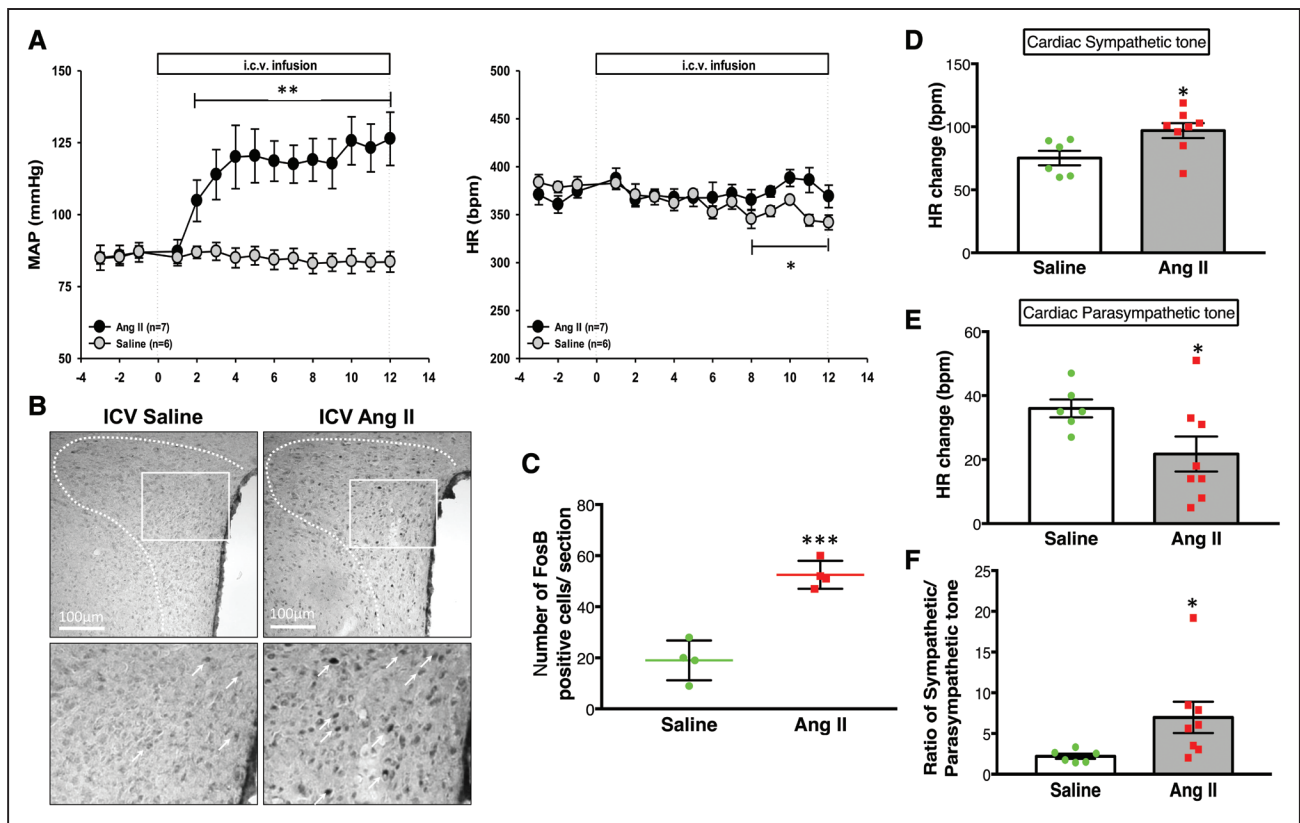 A
i.c.v. infusion
**
MAP (mmHg)
150
125
100
75
50
Ang II (n=7)
Saline (n=6)
-4 -2 0 2 4 6 8 10 12 14
i.c.v. infusion
HR (bpm)
500
450
400
350
300
250
200
*
Ang II (n=7)
Saline (n=6)
-4 -2 0 2 4 6 8 10 12 14
B
ICV Saline
ICV Ang II
100μm
100μm
C
Number of FosB
positive cells/ section
80
60
40
20
0
***
Saline
Ang II
D
Cardiac Sympathetic tone
HR change (bpm)
150
100
50
0
*
Saline
Ang II
E
Cardiac Parasympathetic tone
HR change (bpm)
60
40
20
0
*
Saline
Ang II
F
Ratio of Sympathetic/
Parasympathetic tone
25
20
15
10
5
0
*
Saline
Ang II